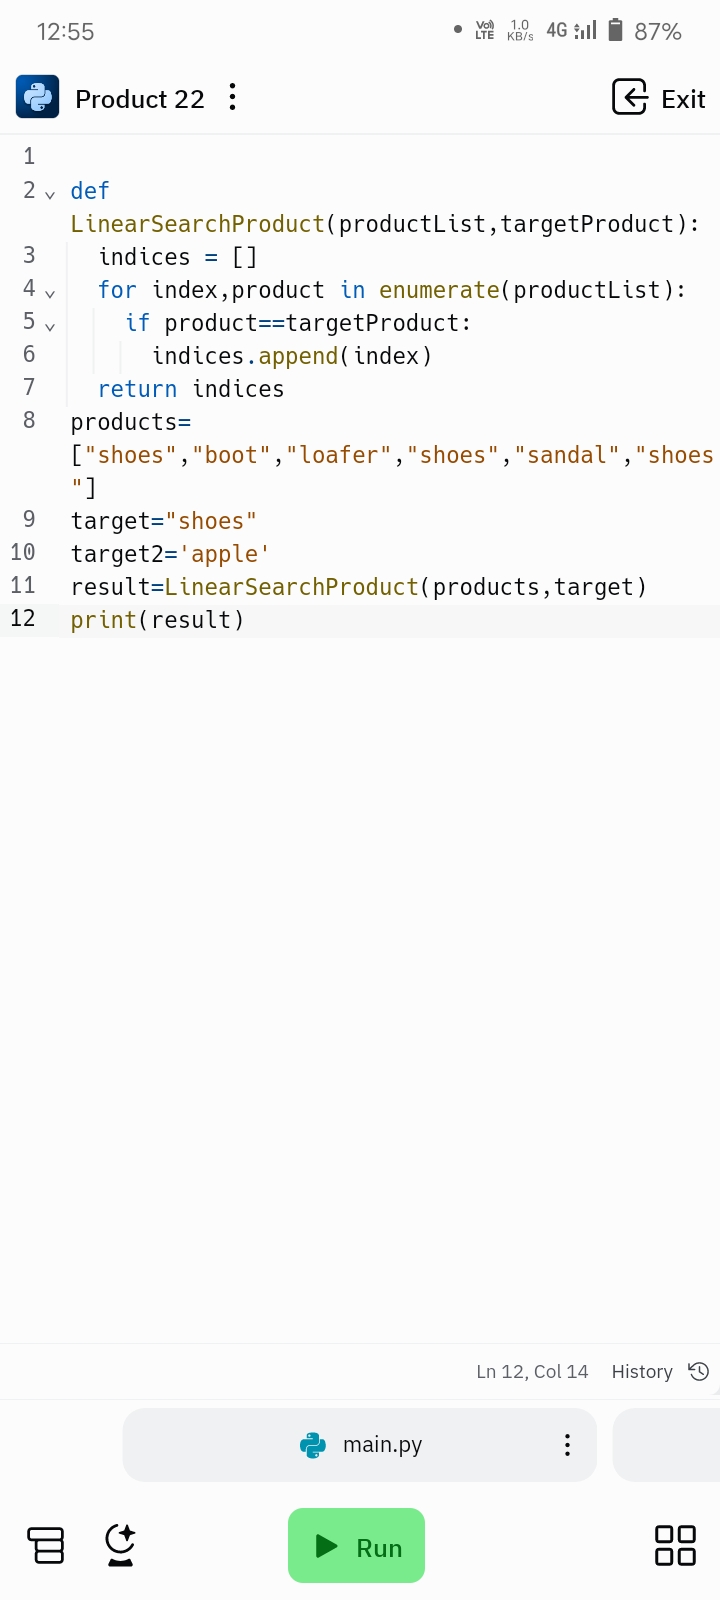 12:55 Vo) LTE 1.0 KB/s 4G 87%
Product 22 Exit
1
2 def
LinearSearchProduct(productList,targetProduct):
3 indices = []
4 for index,product in enumerate(productList):
5 if product==targetProduct:
6 indices.append(index)
7 return indices
8 products=
["shoes","boot","loafer","shoes","sandal","shoes
"]
9 target="shoes"
10 target2='apple'
11 result=LinearSearchProduct(products,target)
12 print(result)
Ln 12, Col 14 History
main.py
Run